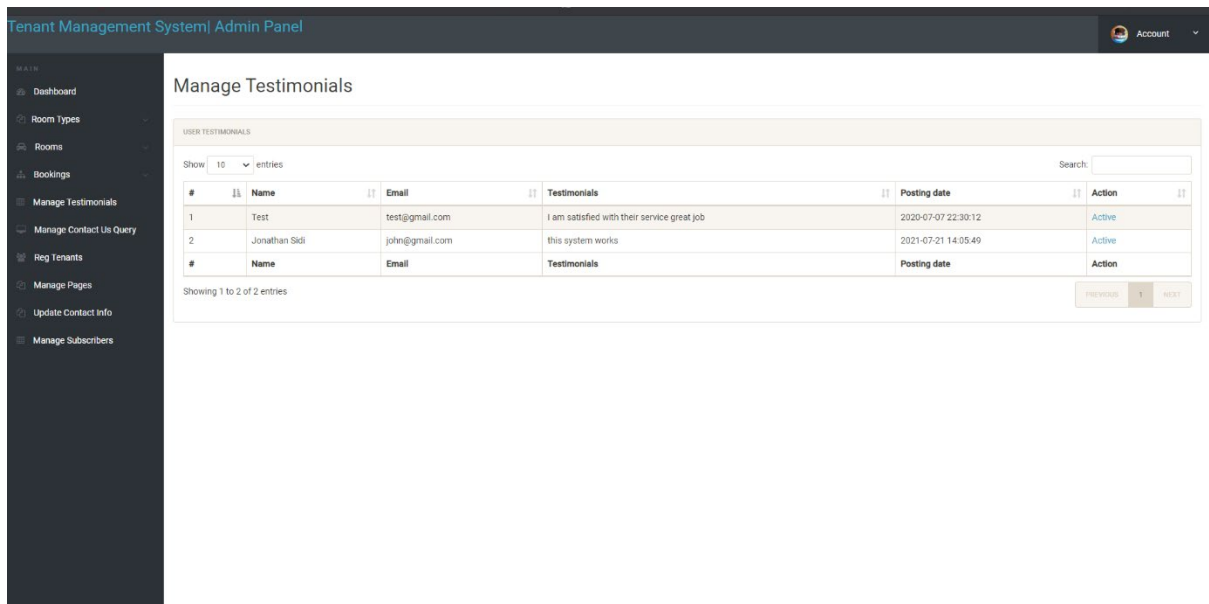 Tenant Management System| Admin Panel
Account
MAIN
Dashboard
Room Types
Rooms
Bookings
Manage Testimonials
Manage Contact Us Query
Reg Tenants
Manage Pages
Update Contact Info
Manage Subscribers
Manage Testimonials
USER TESTIMONIALS
Show 10 entries Search:
# Name Email Testimonials Posting date Action
1 Test test@gmail.com I am satisfied with their service great job 2020-07-07 22:30:12 Active
2 Jonathan Sidi john@gmail.com this system works 2021-07-21 14:05:49 Active
# Name Email Testimonials Posting date Action
Showing 1 to 2 of 2 entries PREVIOUS 1 NEXT